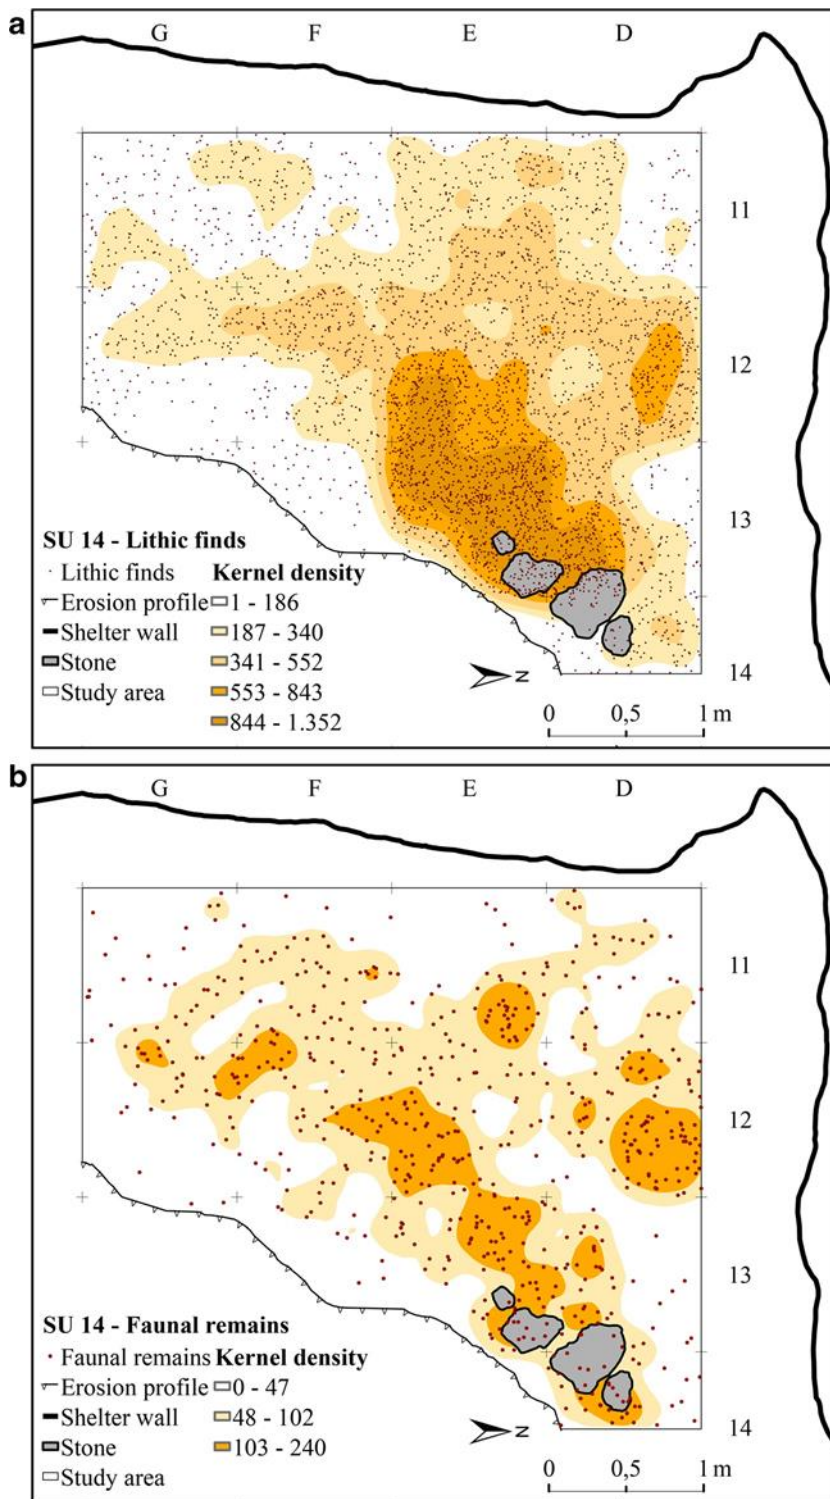 a
G F E D
11
12
13
14
SU 14 - Lithic finds
Lithic finds Kernel density
Erosion profile 1 - 186
Shelter wall 187 - 340
Stone 341 - 552
Study area 553 - 843
844 - 1.352
N
0 0,5 1 m
b
G F E D
11
12
13
14
SU 14 - Faunal remains
Faunal remains Kernel density
Erosion profile 0 - 47
Shelter wall 48 - 102
Stone 103 - 240
Study area
N
0 0,5 1 m